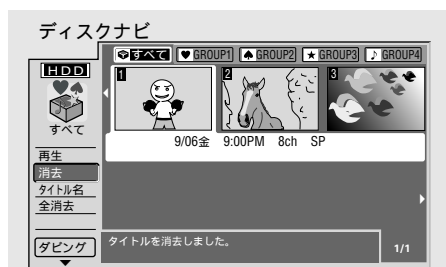 ディスクナビ
すべて GROUP1 GROUP2 GROUP3 GROUP4
HDD
1 2 3
すべて
9/06金 9:00PM 8ch SP
再生
消去
タイトル名
全消去
ダビング
タイトルを消去しました。
1/1